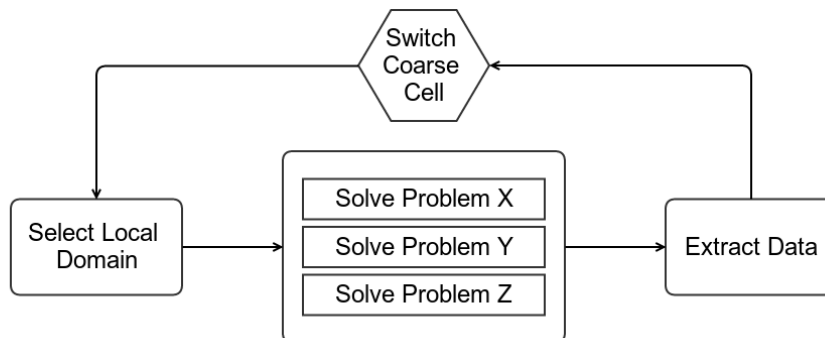 Switch
Coarse
Cell
Select Local
Domain
Solve Problem X
Solve Problem Y
Solve Problem Z
Extract Data